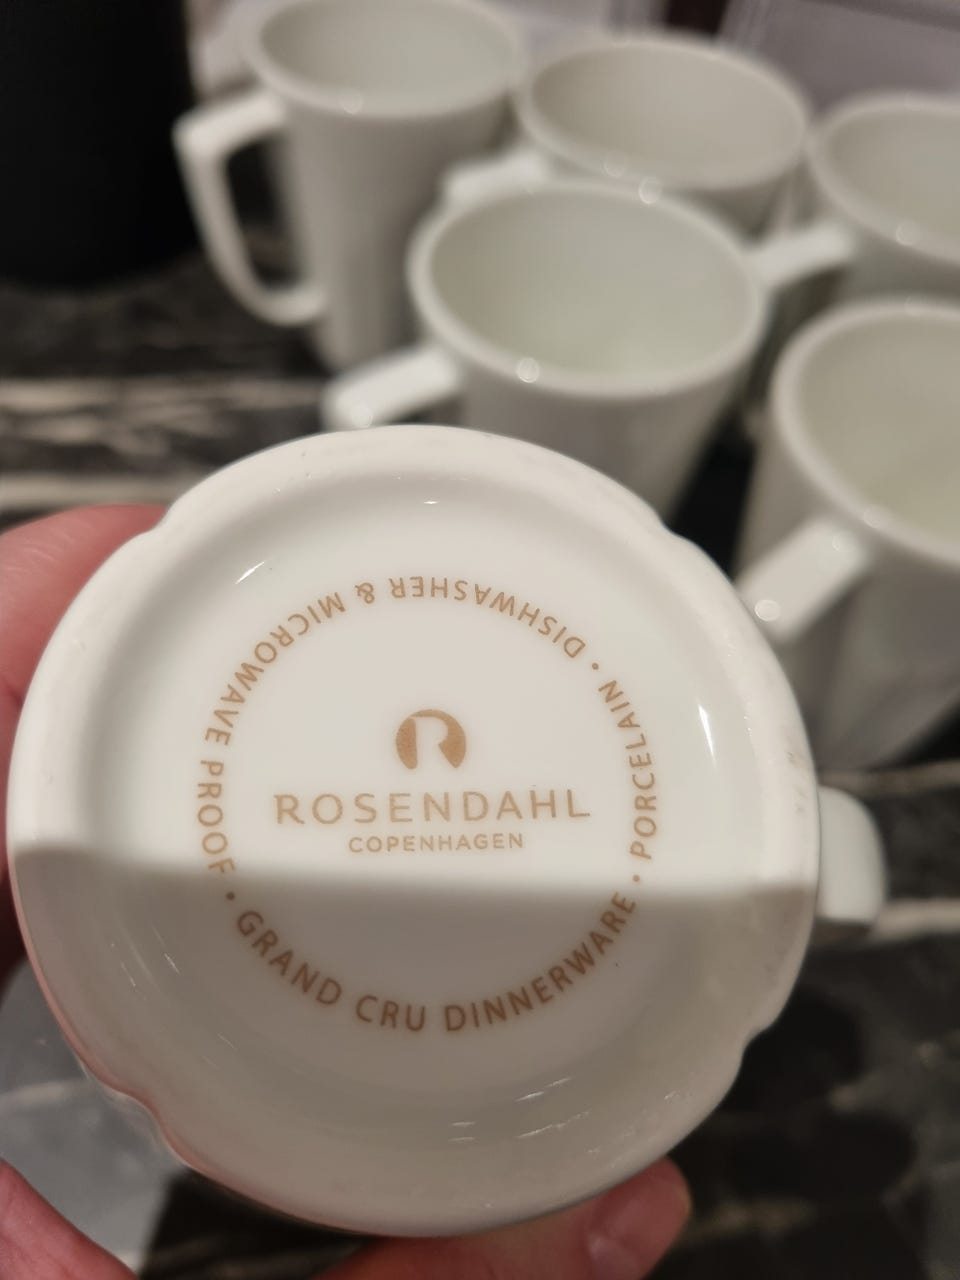 R
ROSENDAHL
COPENHAGEN
GRAND CRU DINNERWARE • PORCELAIN • DISHWASHER & MICROWAVE PROOF •